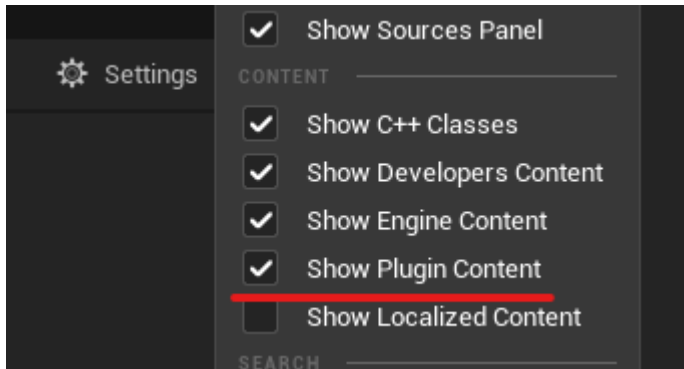 Show Sources Panel
Settings
CONTENT
Show C++ Classes
Show Developers Content
Show Engine Content
Show Plugin Content
Show Localized Content
SEARCH